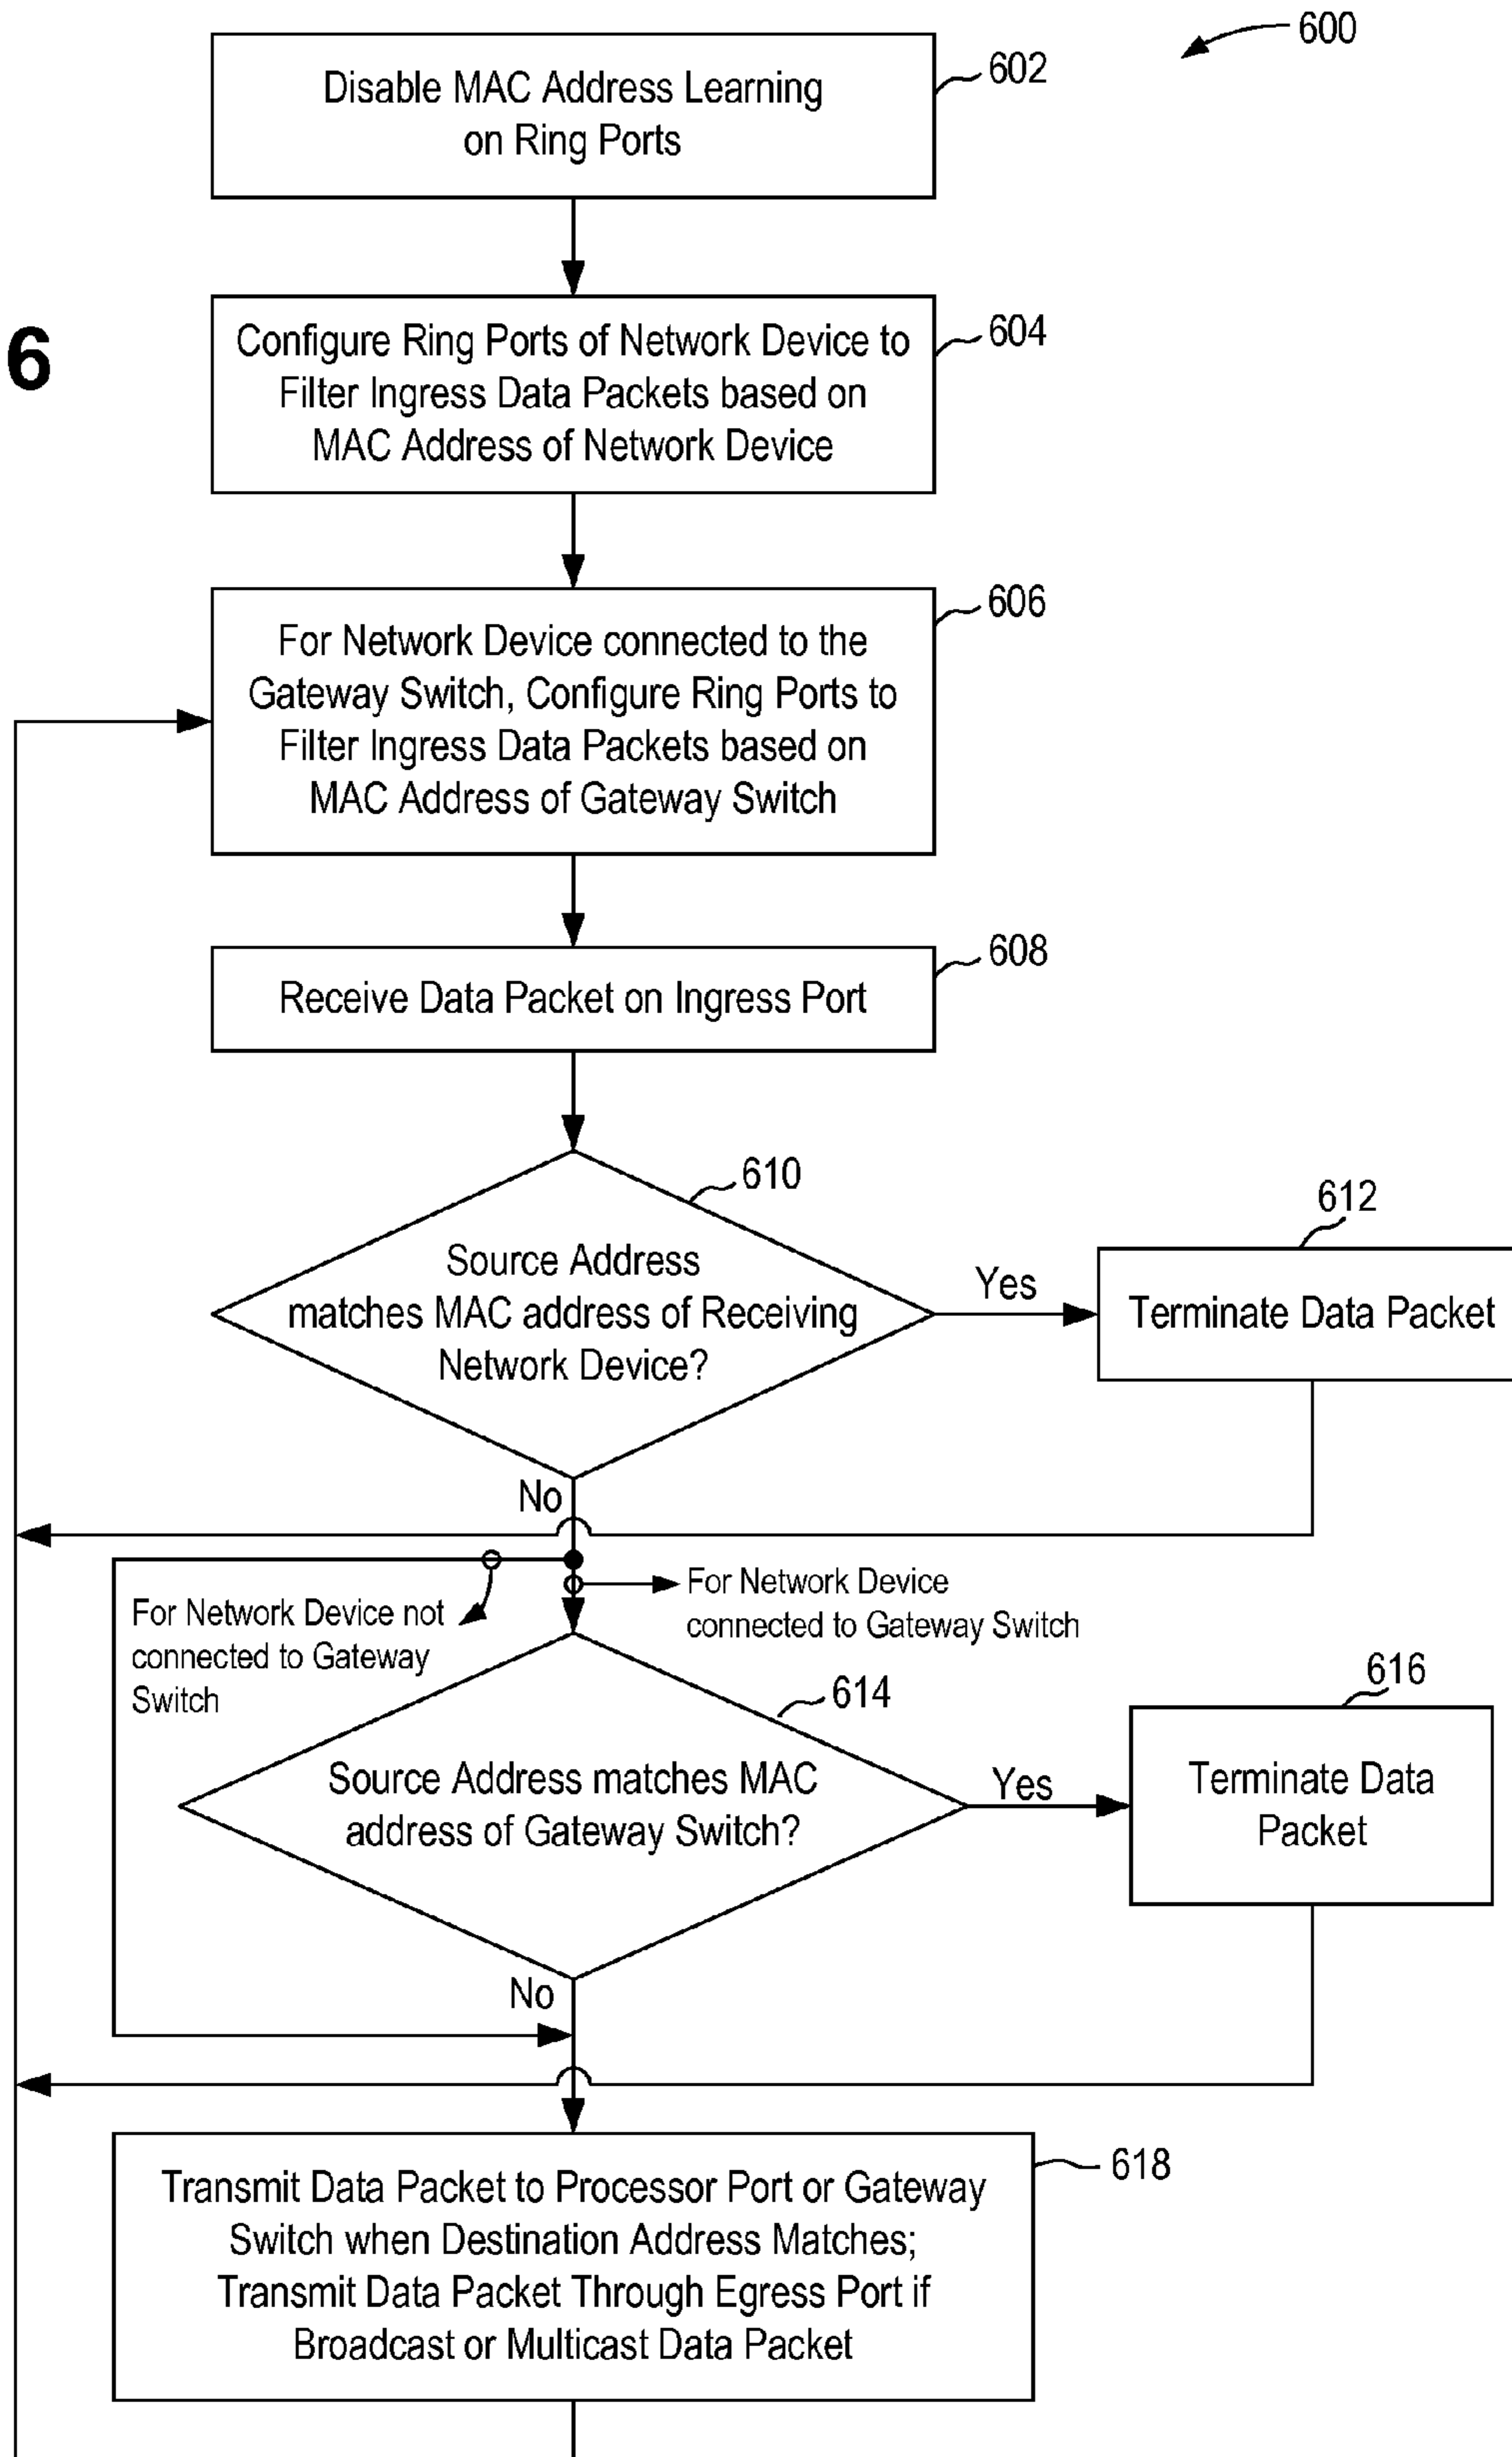 600
Disable MAC Address Learning
on Ring Ports
602
6
Configure Ring Ports of Network Device to
Filter Ingress Data Packets based on
MAC Address of Network Device
604
For Network Device connected to the
Gateway Switch, Configure Ring Ports to
Filter Ingress Data Packets based on
MAC Address of Gateway Switch
606
Receive Data Packet on Ingress Port
608
Source Address
matches MAC address of Receiving
Network Device?
610
Yes
612
Terminate Data Packet
No
For Network Device not
connected to Gateway
Switch
For Network Device
connected to Gateway Switch
Source Address matches MAC
address of Gateway Switch?
614
Yes
616
Terminate Data
Packet
No
Transmit Data Packet to Processor Port or Gateway
Switch when Destination Address Matches;
Transmit Data Packet Through Egress Port if
Broadcast or Multicast Data Packet
618